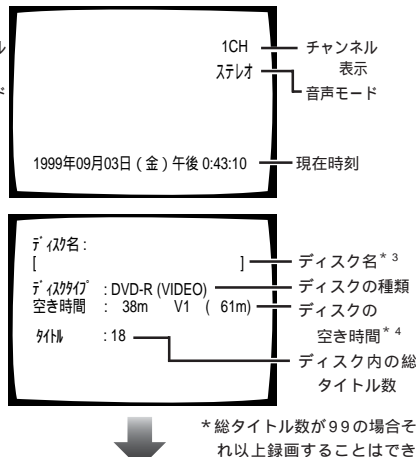 ル
ド
1CH
チャンネル
表示
ステレオ
音声モード
1999年09月03日（金）午後 0:43:10
現在時刻
ディスク名:
[ ]
ディスク名*3
ディスクタイプ : DVD-R (VIDEO)
ディスクの種類
空き時間 : 38m V1 ( 61m)
ディスクの
空き時間*4
タイトル : 18
ディスク内の総
タイトル数
*総タイトル数が99の場合そ
れ以上録画することはでき